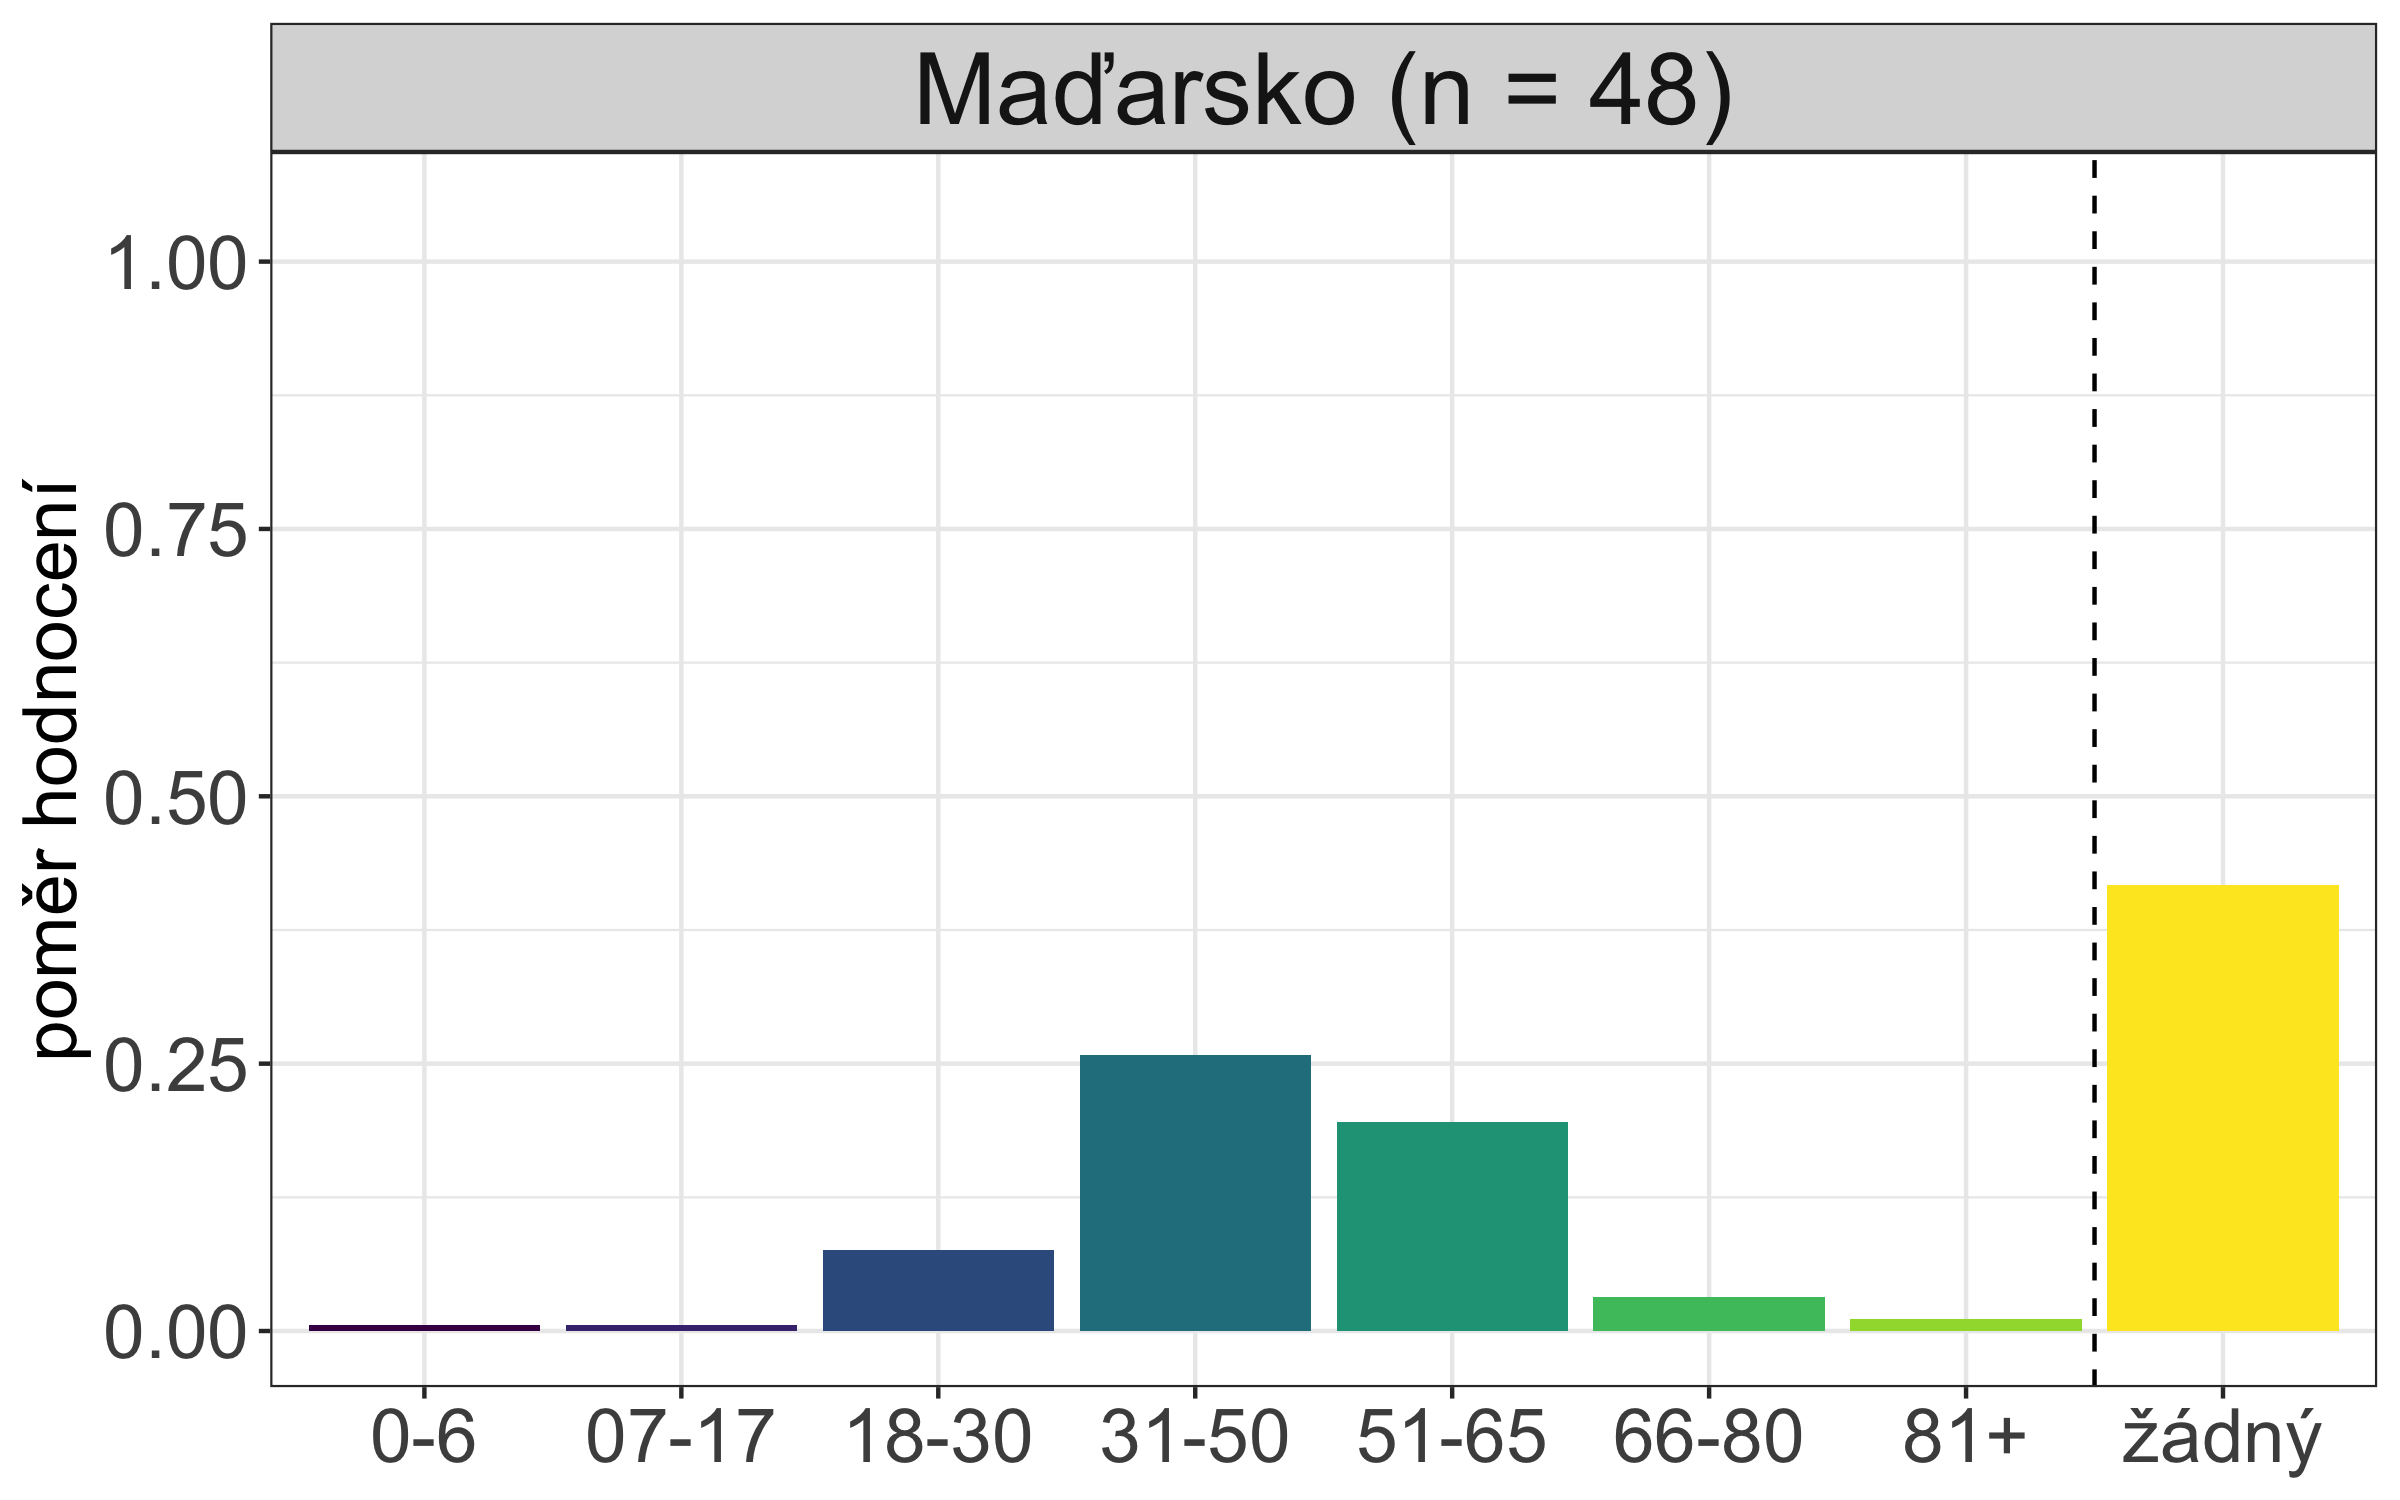 Maďarsko (n = 48)
poměr hodnocení
1.00
0.75
0.50
0.25
0.00
0-6 07-17 18-30 31-50 51-65 66-80 81+ žádný